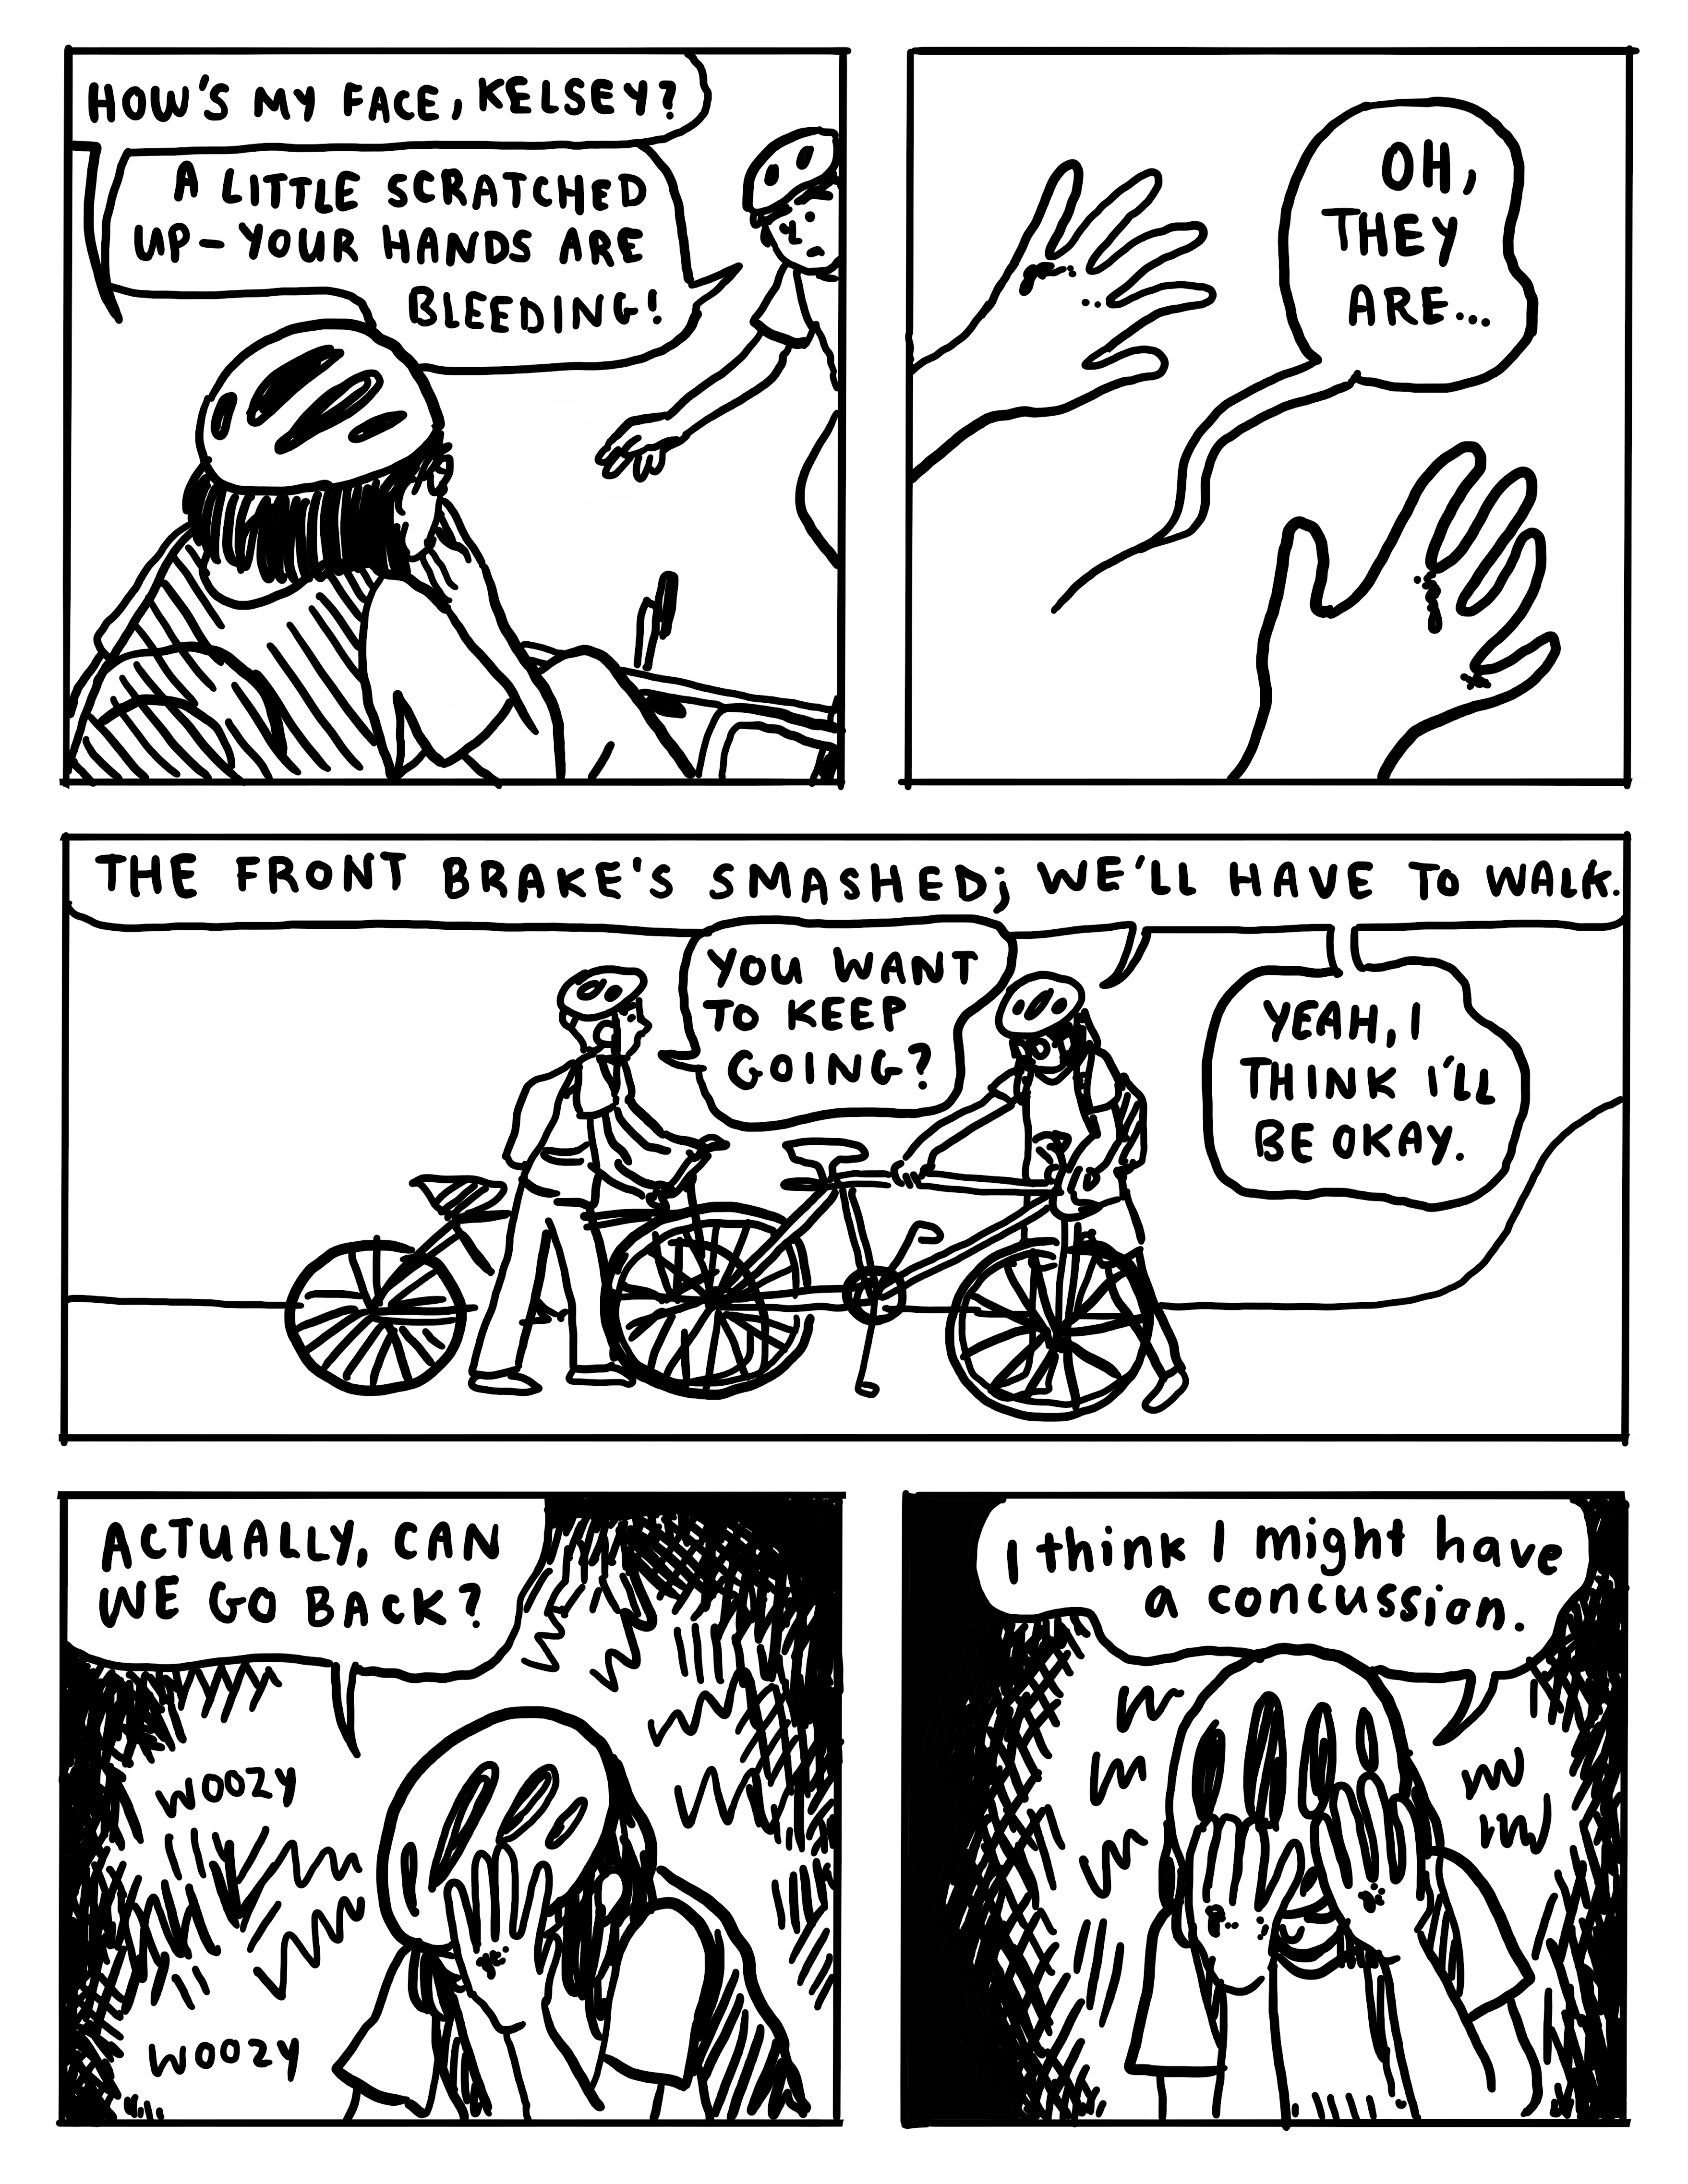 HOW'S MY FACE, KELSEY?
A LITTLE SCRATCHED
UP-YOUR HANDS ARE
BLEEDING!
OH,
THEY
ARE...
THE FRONT BRAKE'S SMASHED; WE'LL HAVE TO WALK.
YOU WANT
TO KEEP
GOING?
YEAH, I
THINK I'LL
BE OKAY.
ACTUALLY, CAN
WE GO BACK?
WOOZY
WOOZY
I think I might have
a concussion.